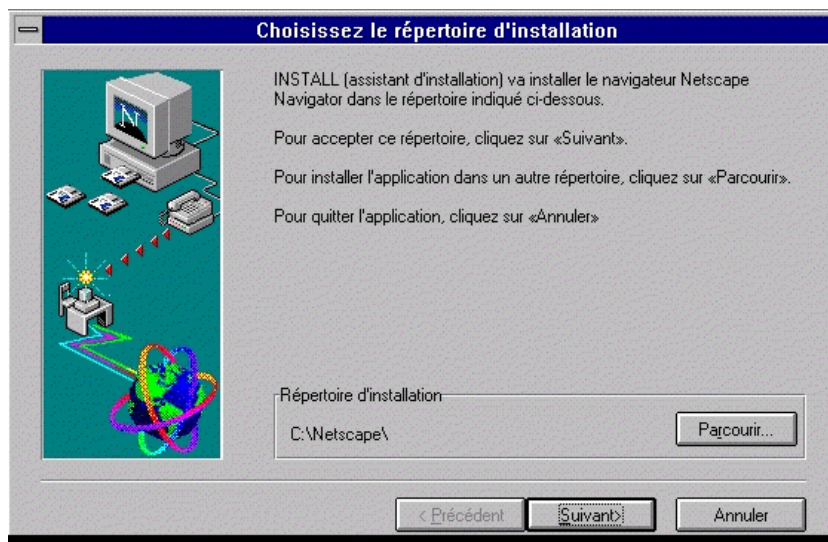 Choisissez le répertoire d'installation
INSTALL (assistant d'installation) va installer le navigateur Netscape
Navigator dans le répertoire indiqué ci-dessous.
Pour accepter ce répertoire, cliquez sur «Suivant».
Pour installer l'application dans un autre répertoire, cliquez sur «Parcourir».
Pour quitter l'application, cliquez sur «Annuler»
Répertoire d'installation
C:\Netscape\
Parcourir...
< Précédent
Suivant>
Annuler